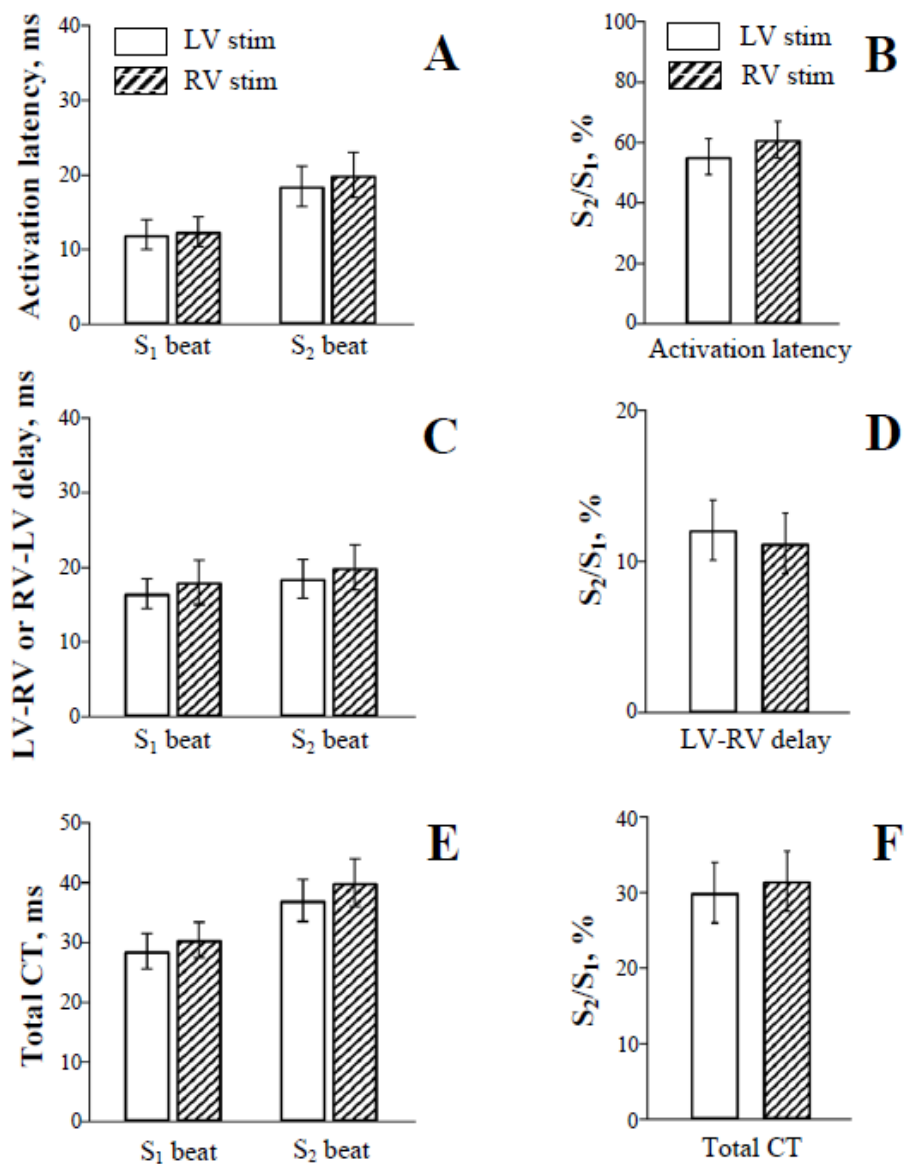 Activation latency, ms
40
30
20
10
0
LV stim
RV stim
A
S₁ beat
S₂ beat
S₂/S₁, %
100
80
60
40
20
0
LV stim
RV stim
B
Activation latency
LV-RV or RV-LV delay, ms
40
30
20
10
0
C
S₁ beat
S₂ beat
S₂/S₁, %
20
10
0
D
LV-RV delay
Total CT, ms
50
40
30
20
10
0
E
S₁ beat
S₂ beat
S₂/S₁, %
40
30
20
10
0
F
Total CT